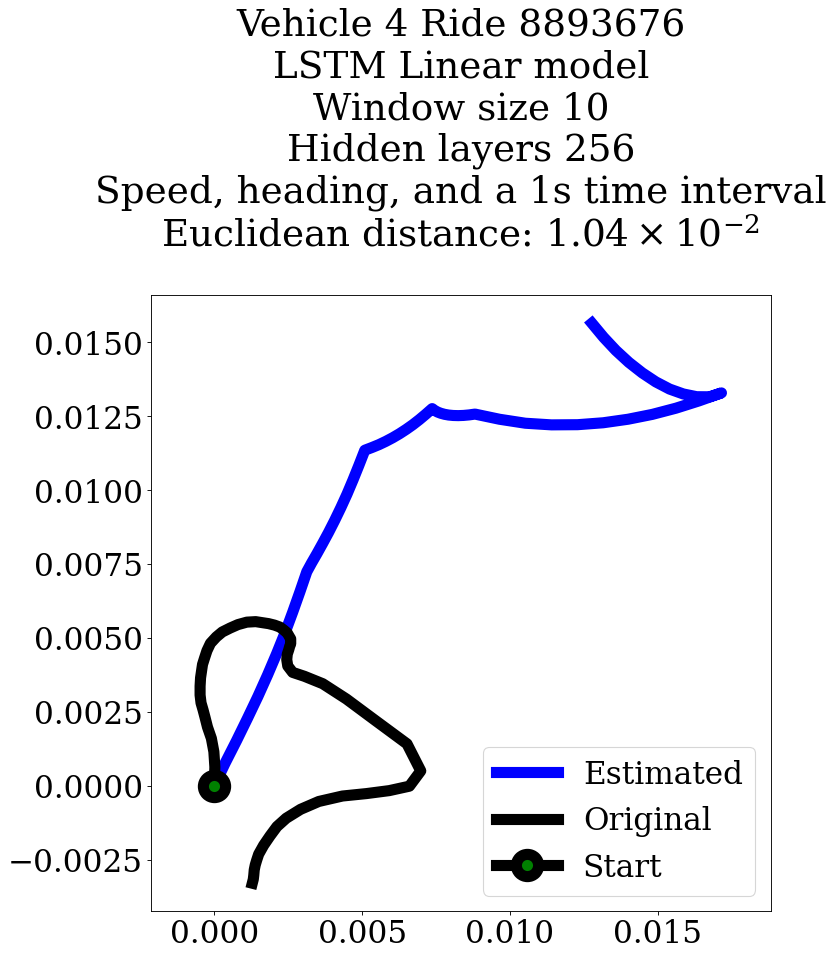 Vehicle 4 Ride 8893676
LSTM Linear model
Window size 10
Hidden layers 256
Speed, heading, and a 1s time interval
Euclidean distance: 1.04 × 10⁻²
0.0150
0.0125
0.0100
0.0075
0.0050
0.0025
0.0000
−0.0025
Estimated
Original
Start
0.000 0.005 0.010 0.015